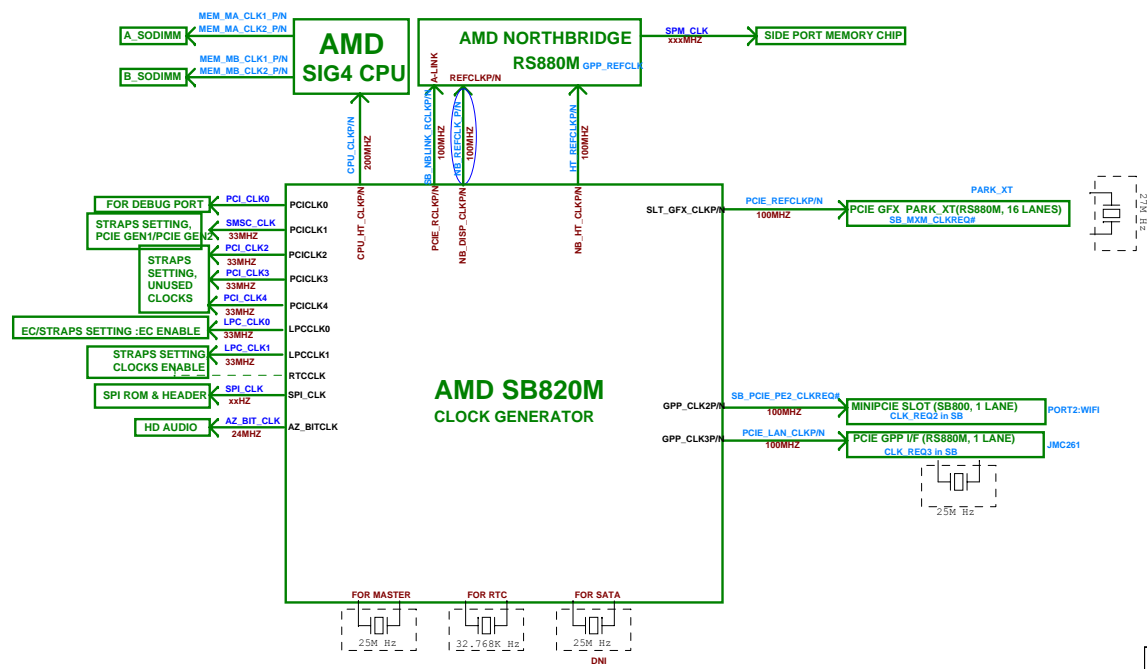 MEM_MA_CLK1_P/N
MEM_MA_CLK2_P/N
A_SODIMM
MEM_MB_CLK1_P/N
MEM_MB_CLK2_P/N
B_SODIMM
AMD
SIG4 CPU
AMD NORTHBRIDGE
RS880M
GPP_REFCLK
A-LINK
REFCLKP/N
SPM_CLK
xxxMHZ
SIDE PORT MEMORY CHIP
CPU_CLKP/N
200MHZ
SB_NBLINK_RCLKP/N
100MHZ
NB_REFCLK_P/N
100MHZ
HT_REFCLKP/N
100MHZ
CPU_HT_CLKP/N
PCIE_RCLKP/N
NB_DISP_CLKP/N
NB_HT_CLKP/N
FOR DEBUG PORT
PCI_CLK0
PCICLK0
STRAPS SETTING,
PCIE GEN1/PCIE GEN2
SMSC_CLK
33MHZ
PCICLK1
STRAPS
SETTING,
UNUSED
CLOCKS
PCI_CLK2
33MHZ
PCICLK2
PCI_CLK3
33MHZ
PCICLK3
PCI_CLK4
33MHZ
PCICLK4
EC/STRAPS SETTING :EC ENABLE
LPC_CLK0
33MHZ
LPCCLK0
STRAPS SETTING
CLOCKS ENABLE
LPC_CLK1
33MHZ
LPCCLK1
RTCCLK
SPI ROM & HEADER
SPI_CLK
xxHZ
SPI_CLK
HD AUDIO
AZ_BIT_CLK
24MHZ
AZ_BITCLK
AMD SB820M
CLOCK GENERATOR
SLT_GFX_CLKP/N
PCIE_REFCLKP/N
100MHZ
PARK_XT
PCIE GFX PARK_XT(RS880M, 16 LANES)
SB_MXM_CLKREQ#
27M Hz
GPP_CLK2P/N
SB_PCIE_PE2_CLKREQ#
100MHZ
MINIPCIE SLOT (SB800, 1 LANE)
CLK_REQ2 in SB
PORT2:WIFI
GPP_CLK3P/N
PCIE_LAN_CLKP/N
100MHZ
PCIE GPP I/F (RS880M, 1 LANE)
CLK_REQ3 in SB
JMC261
25M Hz
FOR MASTER
25M Hz
FOR RTC
32.768K Hz
FOR SATA
25M Hz
DNI